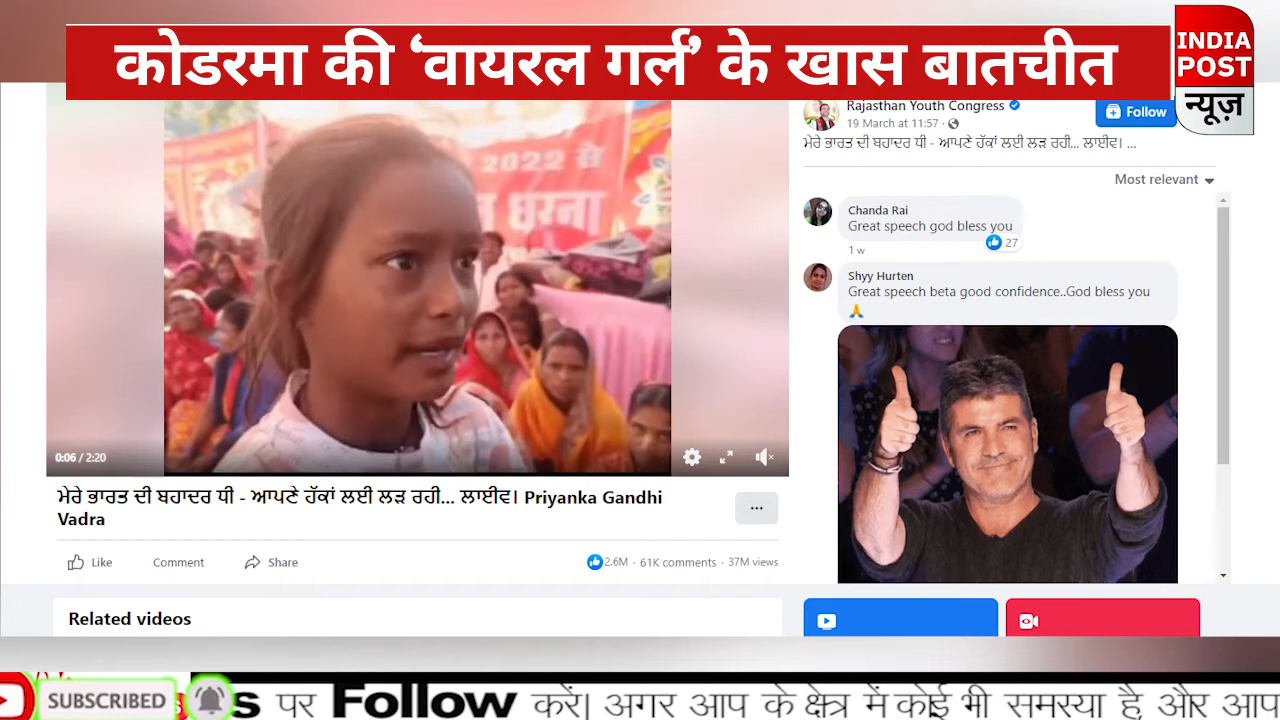 कोडरमा की ‘वायरल गर्ल’ के खास बातचीत
INDIA
POST
न्यूज़
Rajasthan Youth Congress
19 March at 11:57 ·
Follow
ਮੇਰੇ ਭਾਰਤ ਦੀ ਬਹਾਦਰ ਧੀ - ਆਪਣੇ ਹੱਕਾਂ ਲਈ ਲੜ ਰਹੀ... ਲਾਈਵ। ...
Most relevant
2022 से
धरना
Chanda Rai
Great speech god bless you
27
1 w
Shyy Hurten
Great speech beta good confidence..God bless you
🙏
0:06 / 2:20
ਮੇਰੇ ਭਾਰਤ ਦੀ ਬਹਾਦਰ ਧੀ - ਆਪਣੇ ਹੱਕਾਂ ਲਈ ਲੜ ਰਹੀ... ਲਾਈਵ। Priyanka Gandhi
Vadra
...
Like Comment Share 2.6M · 61K comments · 37M views
Related videos
SUBSCRIBED
s पर Follow करें। अगर आप के क्षेत्र में कोई भी समस्या है और आप